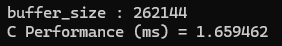 buffer_size : 262144
C Performance (ms) = 1.659462